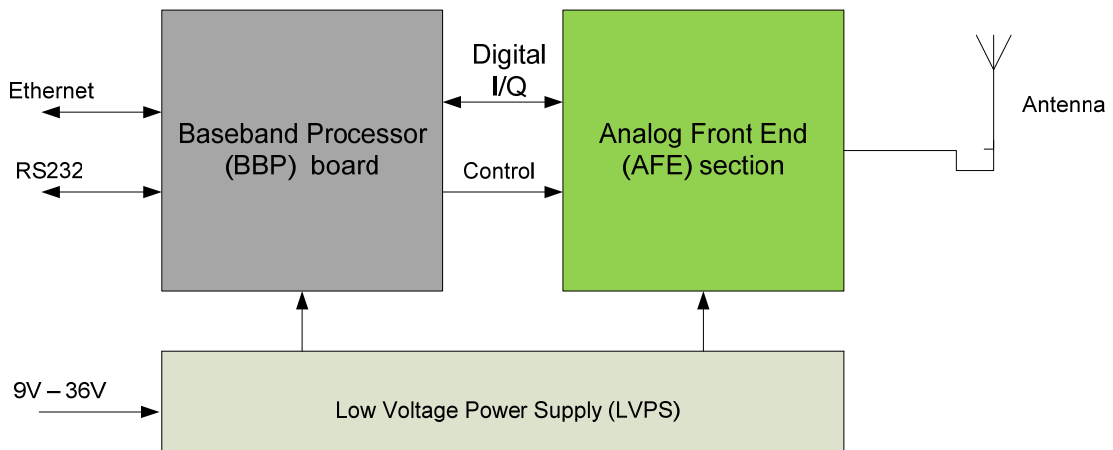 Ethernet
RS232
Baseband Processor
(BBP) board
Digital
I/Q
Control
Analog Front End
(AFE) section
Antenna
9V – 36V
Low Voltage Power Supply (LVPS)